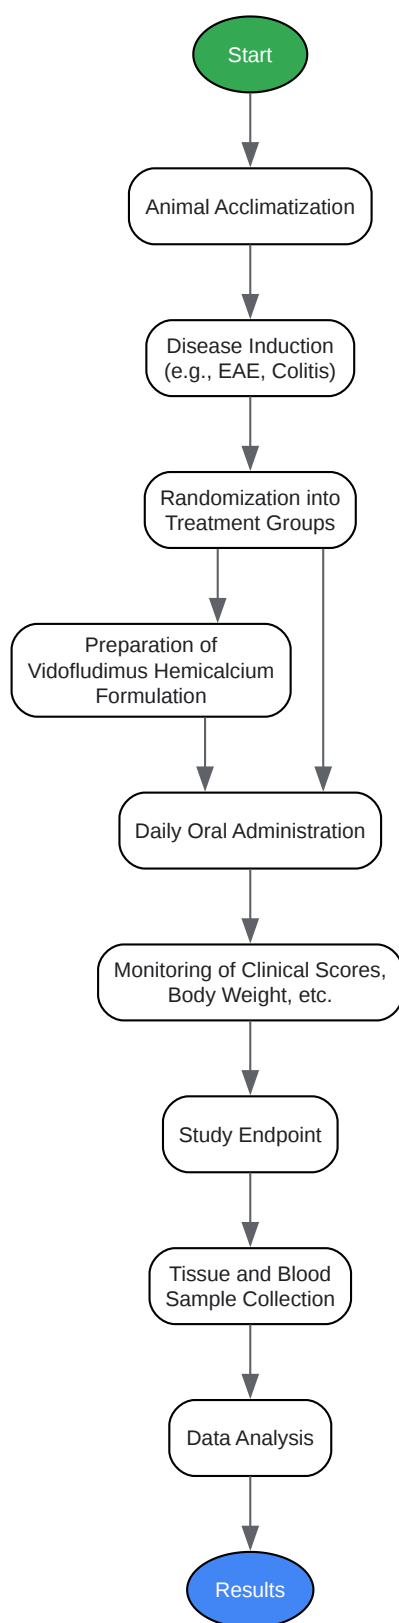 Start
Animal Acclimatization
Disease Induction
(e.g., EAE, Colitis)
Randomization into
Treatment Groups
Preparation of
Vidofludimus Hemicalcium
Formulation
Daily Oral Administration
Monitoring of Clinical Scores,
Body Weight, etc.
Study Endpoint
Tissue and Blood
Sample Collection
Data Analysis
Results